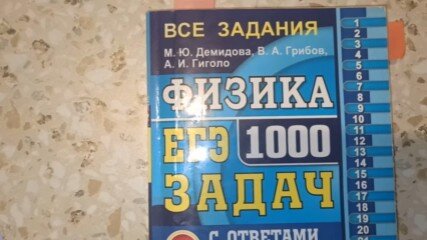 ВСЕ ЗАДАНИЯ
М. Ю. Демидова, В. А. Грибов,
А. И. Гиголо
ФИЗИКА
ЕГЭ 1000
ЗАДАЧ
С ОТВЕТАМИ
1
2
3
4
5
6
7
8
9
10
11
12
13
14
15
16
17
18
19
20